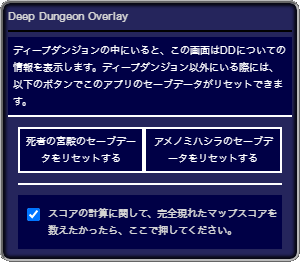 Deep Dungeon Overlay
ディープダンジョンの中にいると、この画面はDDについての
情報を表示します。ディープダンジョン以外にいる際には、
以下のボタンでこのアプリのセーブデータがリセットできま
す。
死者の宮殿のセーブデー
タをリセットする
アメノミハシラのセーブデ
ータをリセットする
スコアの計算に関して、完全現れたマップスコアを
数えたかったら、ここで押してください。